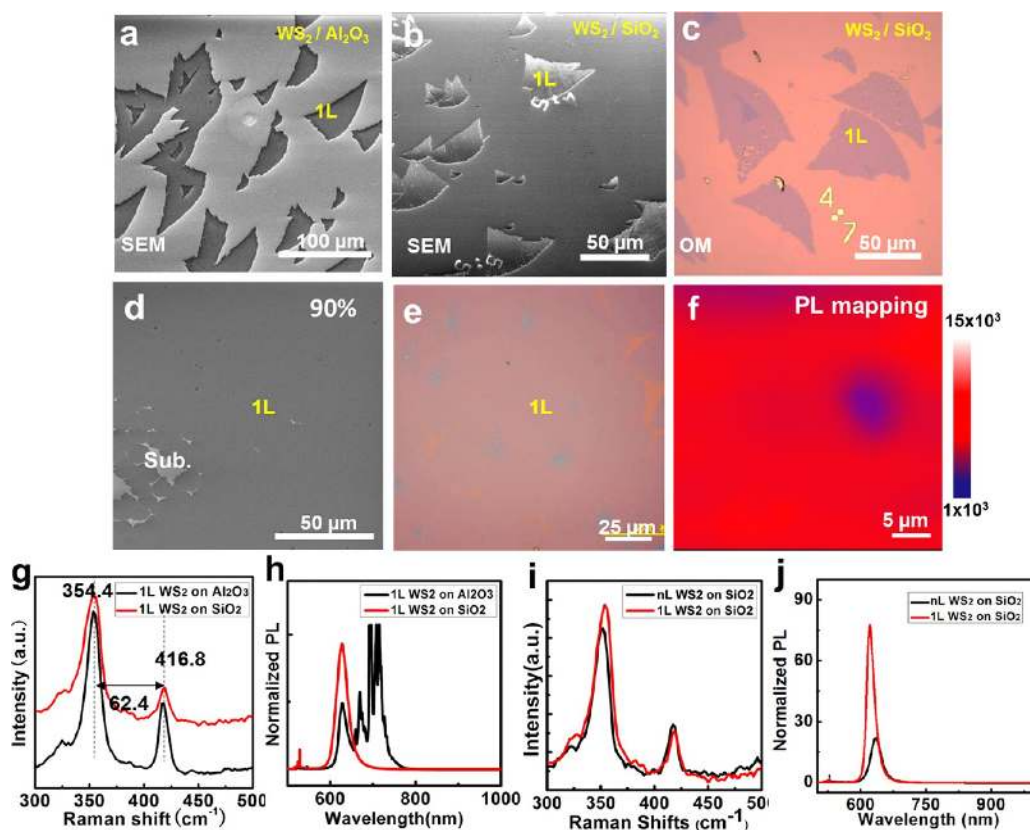 a
WS2 / Al2O3
1L
SEM
100 µm
b
WS2 / SiO2
1L
SEM
50 µm
c
WS2 / SiO2
1L
4
7
OM
50 µm
d
90%
1L
Sub.
50 µm
e
1L
25 µm
f
PL mapping
5 µm
15x10³
1x10³
g
1L WS2 on Al2O3
1L WS2 on SiO2
354.4
416.8
62.4
Intensity (a.u.)
300 350 400 450 500
Raman shift (cm⁻¹)
h
1L WS2 on Al2O3
1L WS2 on SiO2
Normalized PL
600 800 1000
Wavelength(nm)
i
nL WS2 on SiO2
1L WS2 on SiO2
Intensity(a.u.)
300 350 400 450
Raman Shifts (cm⁻¹)
j
nL WS2 on SiO2
1L WS2 on SiO2
Normalized PL
90
60
30
0
600 900
Wavelength (nm)